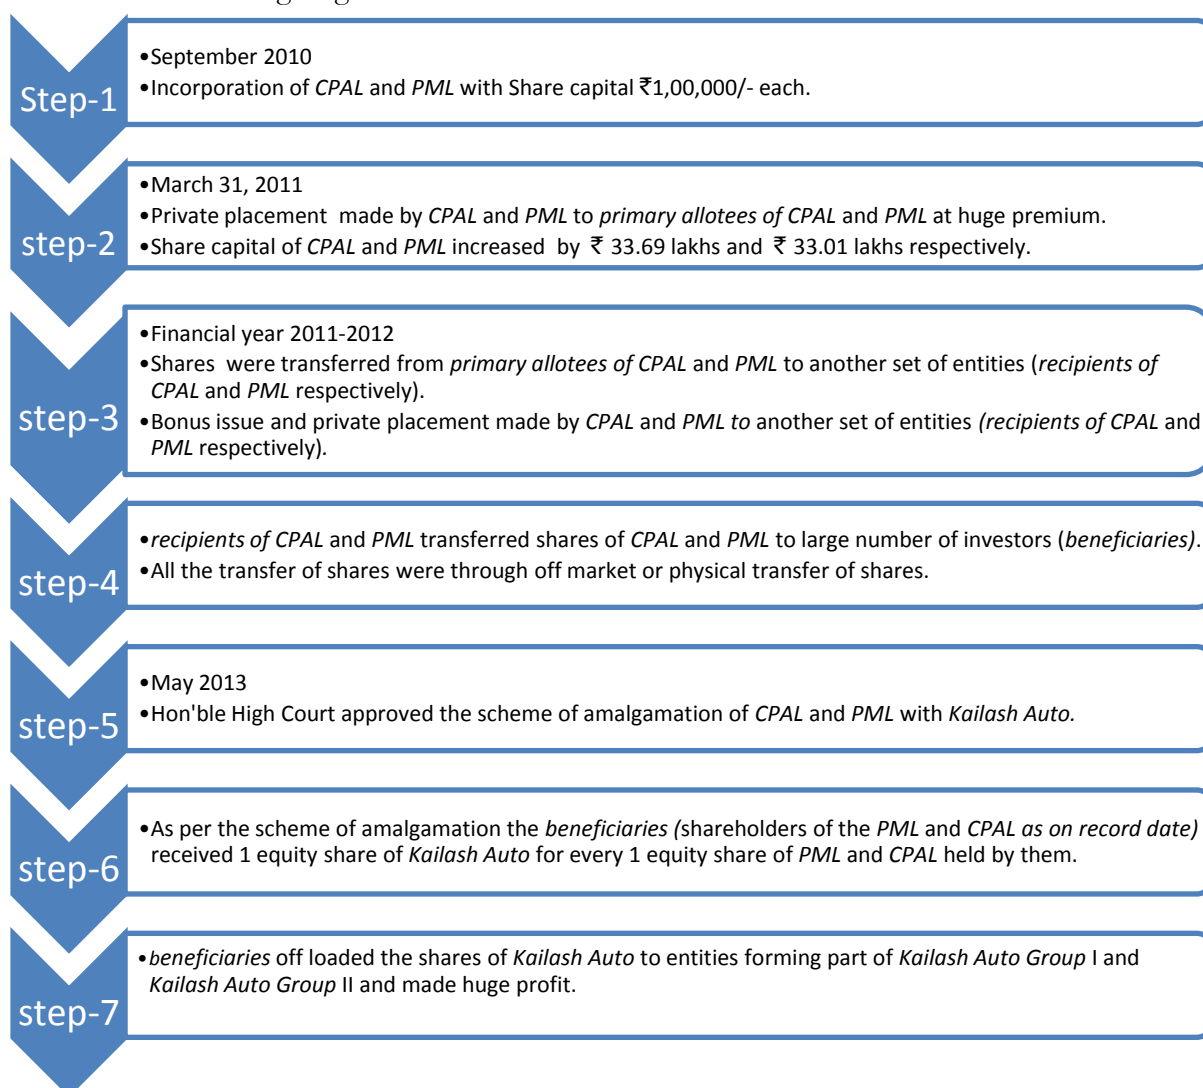 Step-1
•September 2010
•Incorporation of CPAL and PML with Share capital ₹1,00,000/- each.
step-2
•March 31, 2011
•Private placement made by CPAL and PML to primary allotees of CPAL and PML at huge premium.
•Share capital of CPAL and PML increased by ₹ 33.69 lakhs and ₹ 33.01 lakhs respectively.
step-3
•Financial year 2011-2012
•Shares were transferred from primary allotees of CPAL and PML to another set of entities (recipients of
CPAL and PML respectively).
•Bonus issue and private placement made by CPAL and PML to another set of entities (recipients of CPAL and
PML respectively).
step-4
•recipients of CPAL and PML transferred shares of CPAL and PML to large number of investors (beneficiaries).
•All the transfer of shares were through off market or physical transfer of shares.
step-5
•May 2013
•Hon'ble High Court approved the scheme of amalgamation of CPAL and PML with Kailash Auto.
step-6
•As per the scheme of amalgamation the beneficiaries (shareholders of the PML and CPAL as on record date)
received 1 equity share of Kailash Auto for every 1 equity share of PML and CPAL held by them.
step-7
•beneficiaries off loaded the shares of Kailash Auto to entities forming part of Kailash Auto Group I and
Kailash Auto Group II and made huge profit.